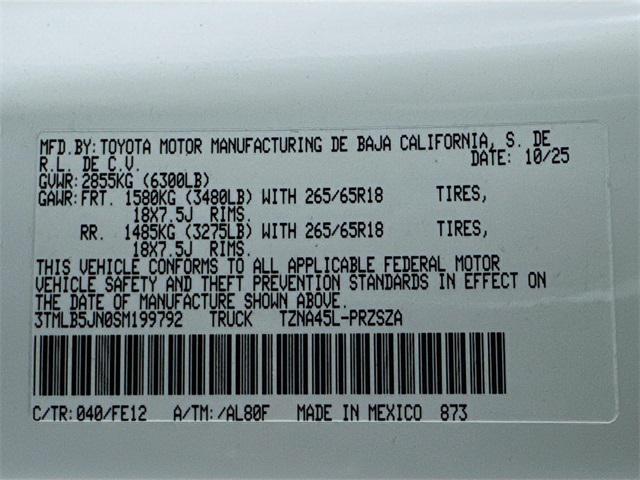 MFD.BY:TOYOTA MOTOR MANUFACTURING DE BAJA CALIFORNIA, S. DE
R.L. DE C.V. DATE: 10/25
GVWR:2855KG (6300LB)
GAWR:FRT. 1580KG (3480LB) WITH 265/65R18 TIRES,
18X7.5J RIMS.
RR. 1485KG (3275LB) WITH 265/65R18 TIRES,
18X7.5J RIMS.
THIS VEHICLE CONFORMS TO ALL APPLICABLE FEDERAL MOTOR
VEHICLE SAFETY AND THEFT PREVENTION STANDARDS IN EFFECT ON
THE DATE OF MANUFACTURE SHOWN ABOVE.
3TMLB5JN0SM199792 TRUCK TZNA45L-PRZSZA
C/TR:040/FE12 A/TM:/AL80F MADE IN MEXICO 873